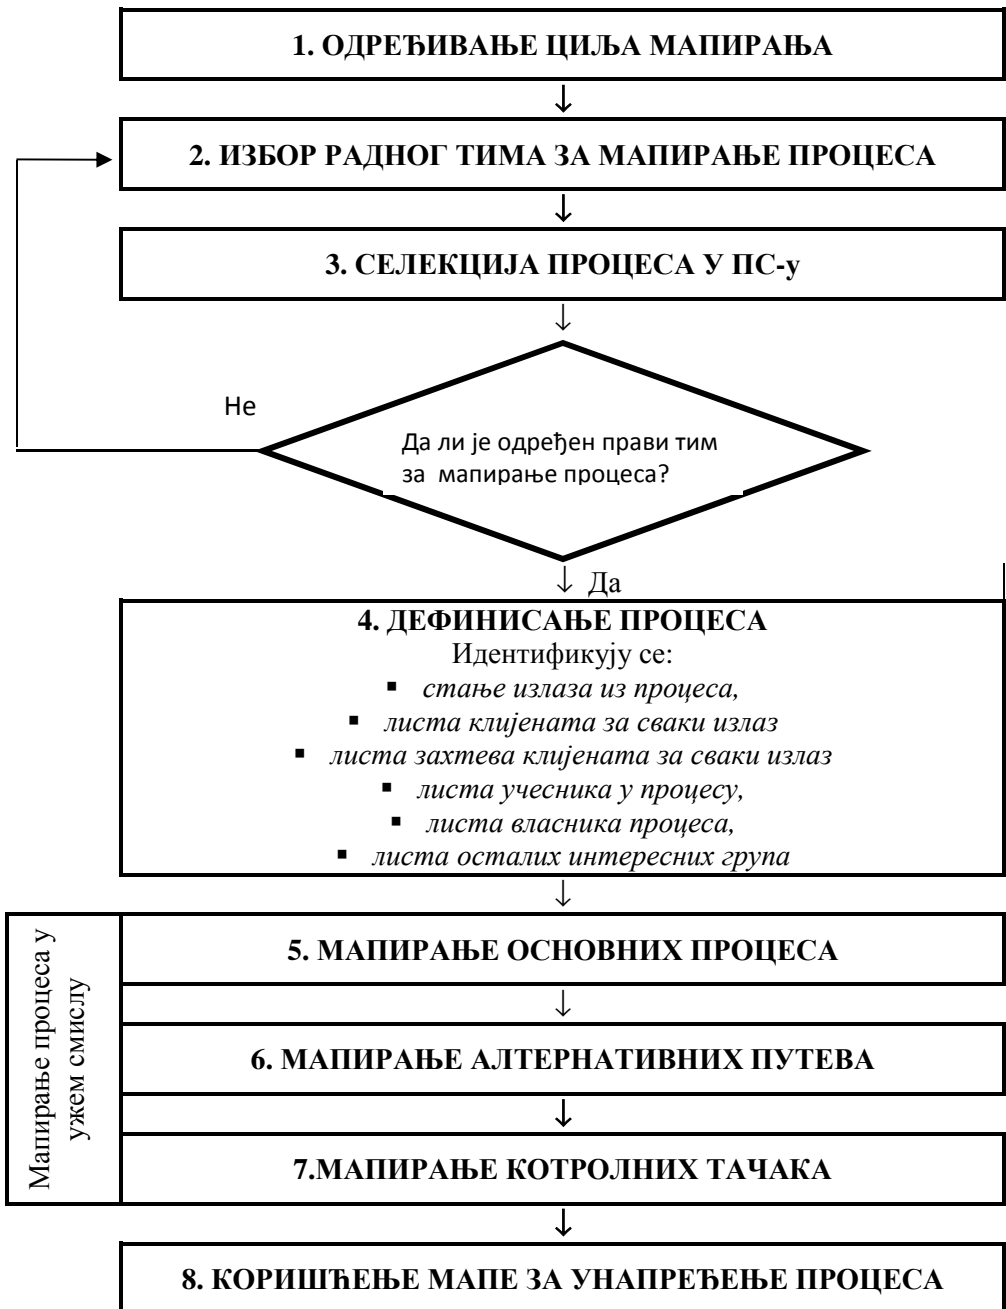 1. ОДРЕЂИВАЊЕ ЦИЉА МАПИРАЊА
↓
2. ИЗБОР РАДНОГ ТИМА ЗА МАПИРАЊЕ ПРОЦЕСА
↓
3. СЕЛЕКЦИЈА ПРОЦЕСА У ПС-у
↓
Не
Да ли је одређен прави тим
за мапирање процеса?
↓ Да
4. ДЕФИНИСАЊЕ ПРОЦЕСА
Идентификују се:
▪ стање излаза из процеса,
▪ листа клијената за сваки излаз
▪ листа захтева клијената за сваки излаз
▪ листа учесника у процесу,
▪ листа власника процеса,
▪ листа осталих интересних група
↓
Мапирање процеса у
ужем смислу
5. МАПИРАЊЕ ОСНОВНИХ ПРОЦЕСА
↓
6. МАПИРАЊЕ АЛТЕРНАТИВНИХ ПУТЕВА
↓
7.МАПИРАЊЕ КОТРОЛНИХ ТАЧАКА
↓
8. КОРИШЋЕЊЕ МАПЕ ЗА УНАПРЕЂЕЊЕ ПРОЦЕСА